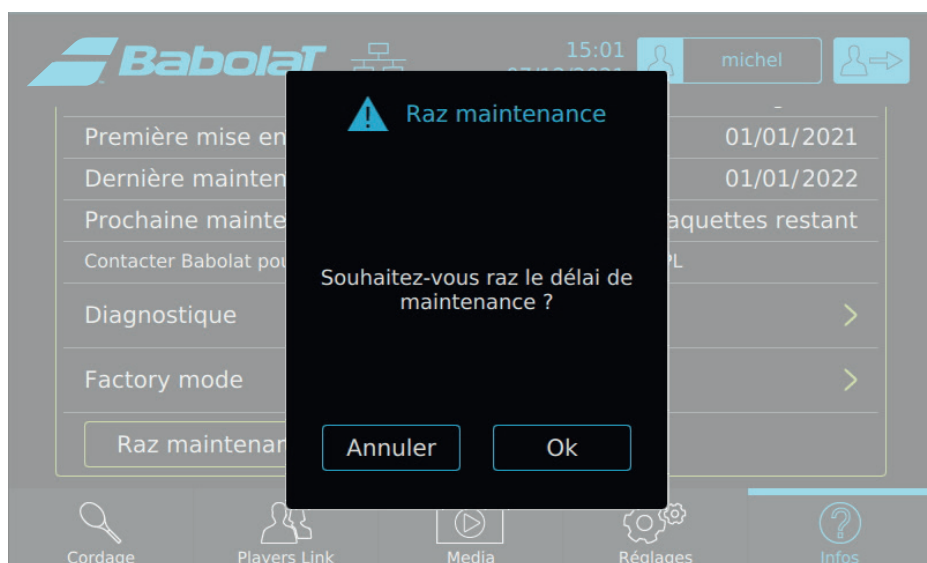 Babolat
15:01
michel
Raz maintenance
Première mise en
01/01/2021
Dernière mainten
01/01/2022
Prochaine mainte
aquettes restant
Contacter Babolat pou
PL
Souhaitez-vous raz le délai de
maintenance ?
Diagnostique
Factory mode
Raz maintenan
Annuler
Ok
Cordage
Players Link
Media
Réglages
Infos